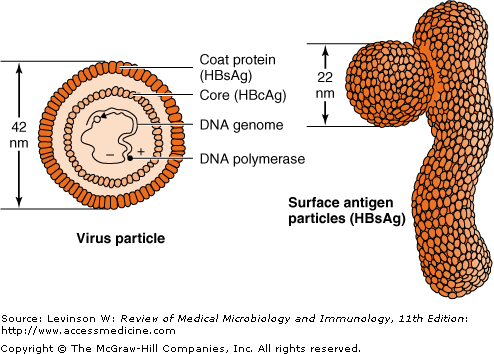 Coat protein
(HBsAg)
Core (HBcAg)
DNA genome
DNA polymerase
42
nm
– +
Virus particle
22
nm
Surface antigen
particles (HBsAg)
Source: Levinson W: Review of Medical Microbiology and Immunology, 11th Edition:
http://www.accessmedicine.com
Copyright © The McGraw-Hill Companies, Inc. All rights reserved.